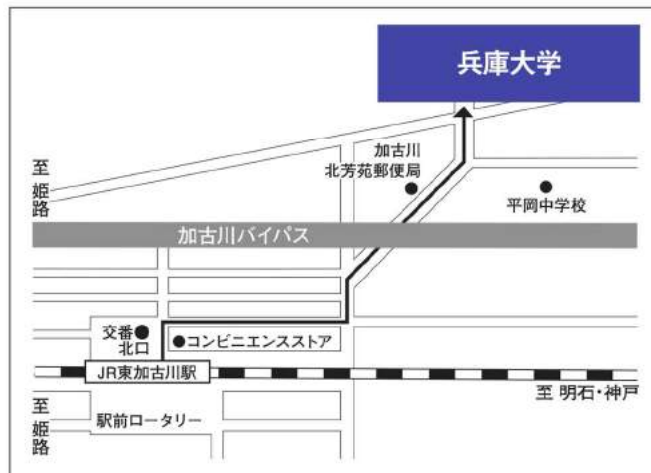 兵庫大学
加古川
北芳苑郵便局
至
姫路
平岡中学校
加古川バイパス
交番
北口
コンビニエンスストア
JR東加古川駅
至 明石・神戸
至
姫路
駅前ロータリー